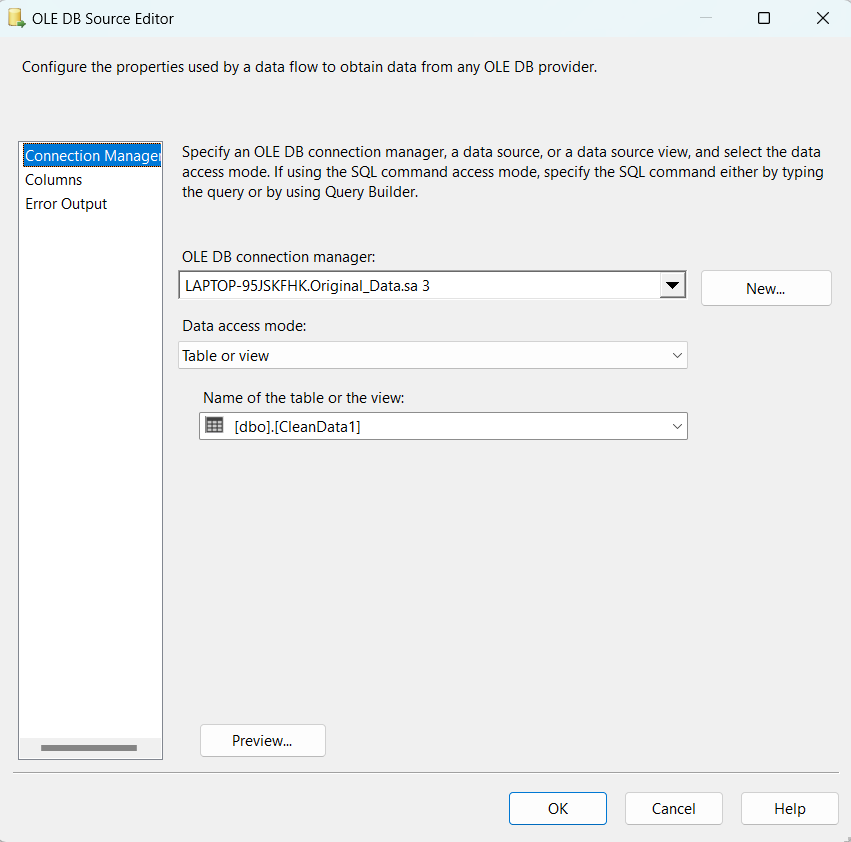 OLE DB Source Editor
Configure the properties used by a data flow to obtain data from any OLE DB provider.
Connection Manager
Columns
Error Output
Specify an OLE DB connection manager, a data source, or a data source view, and select the data
access mode. If using the SQL command access mode, specify the SQL command either by typing
the query or by using Query Builder.
OLE DB connection manager:
LAPTOP-95JSKFHK.Original_Data.sa 3
New...
Data access mode:
Table or view
Name of the table or the view:
[dbo].[CleanData1]
Preview...
OK
Cancel
Help